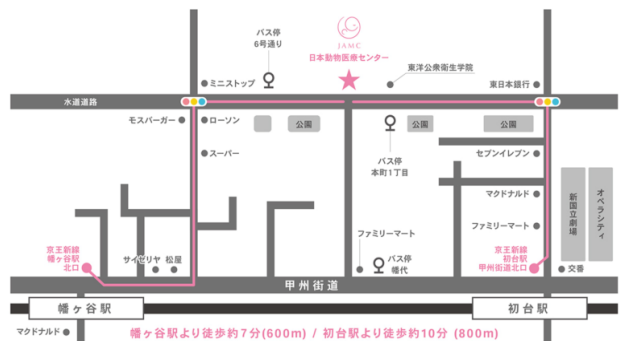 バス停
6号通り
JAMC
日本動物医療センター
ミニストップ
東洋公衆衛生学院
東日本銀行
水道道路
モスバーガー
ローソン
公園
公園
公園
スーパー
バス停
本町1丁目
セブンイレブン
マクドナルド
新国立劇場
オペラシティ
ファミリーマート
ファミリーマート
京王新線
幡ヶ谷駅
北口
サイゼリヤ
松屋
バス停
幡代
京王新線
初台駅
甲州街道北口
交番
甲州街道
幡ヶ谷駅
初台駅
マクドナルド
幡ヶ谷駅より徒歩約7分(600m) / 初台駅より徒歩約10分 (800m)